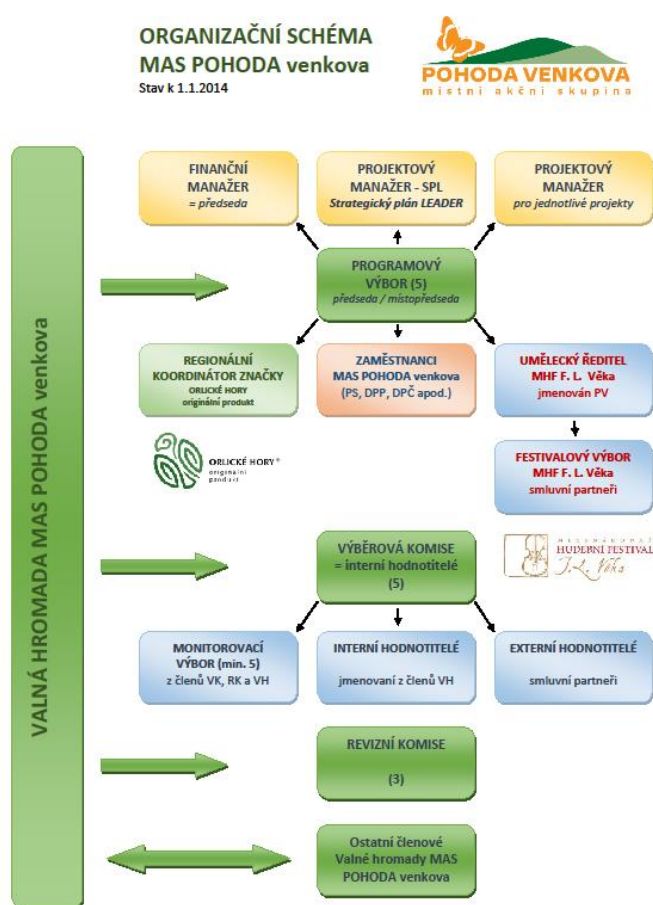 ORGANIZAČNÍ SCHÉMA
MAS POHODA venkova
Stav k 1.1.2014
POHODA VENKOVA
místní akční skupina
VALNÁ HROMADA MAS POHODA venkova
FINANČNÍ
MANAŽER
= předseda
PROJEKTOVÝ
MANAŽER - SPL
Strategický plán LEADER
PROJEKTOVÝ
MANAŽER
pro jednotlivé projekty
PROGRAMOVÝ
VÝBOR (5)
předseda / místopředseda
REGIONÁLNÍ
KOORDINÁTOR ZNAČKY
ORLICKÉ HORY
originální produkt
ZAMĚSTNANCI
MAS POHODA venkova
(PS, DPP, DPČ apod.)
UMĚLECKÝ ŘEDITEL
MHF F. L. Věka
jmenován PV
ORLICKÉ HORY®
originální
produkt
FESTIVALOVÝ VÝBOR
MHF F. L. Věka
smluvní partneři
VÝBĚROVÁ KOMISE
= interní hodnotitelé
(5)
MEZINÁRODNÍ
HUDEBNÍ FESTIVAL
F. L. Věka
MONITOROVACÍ
VÝBOR (min. 5)
z členů VK, RK a VH
INTERNÍ HODNOTITELÉ
jmenovaní z členů VH
EXTERNÍ HODNOTITELÉ
smluvní partneři
REVIZNÍ KOMISE
(3)
Ostatní členové
Valné hromady MAS
POHODA venkova